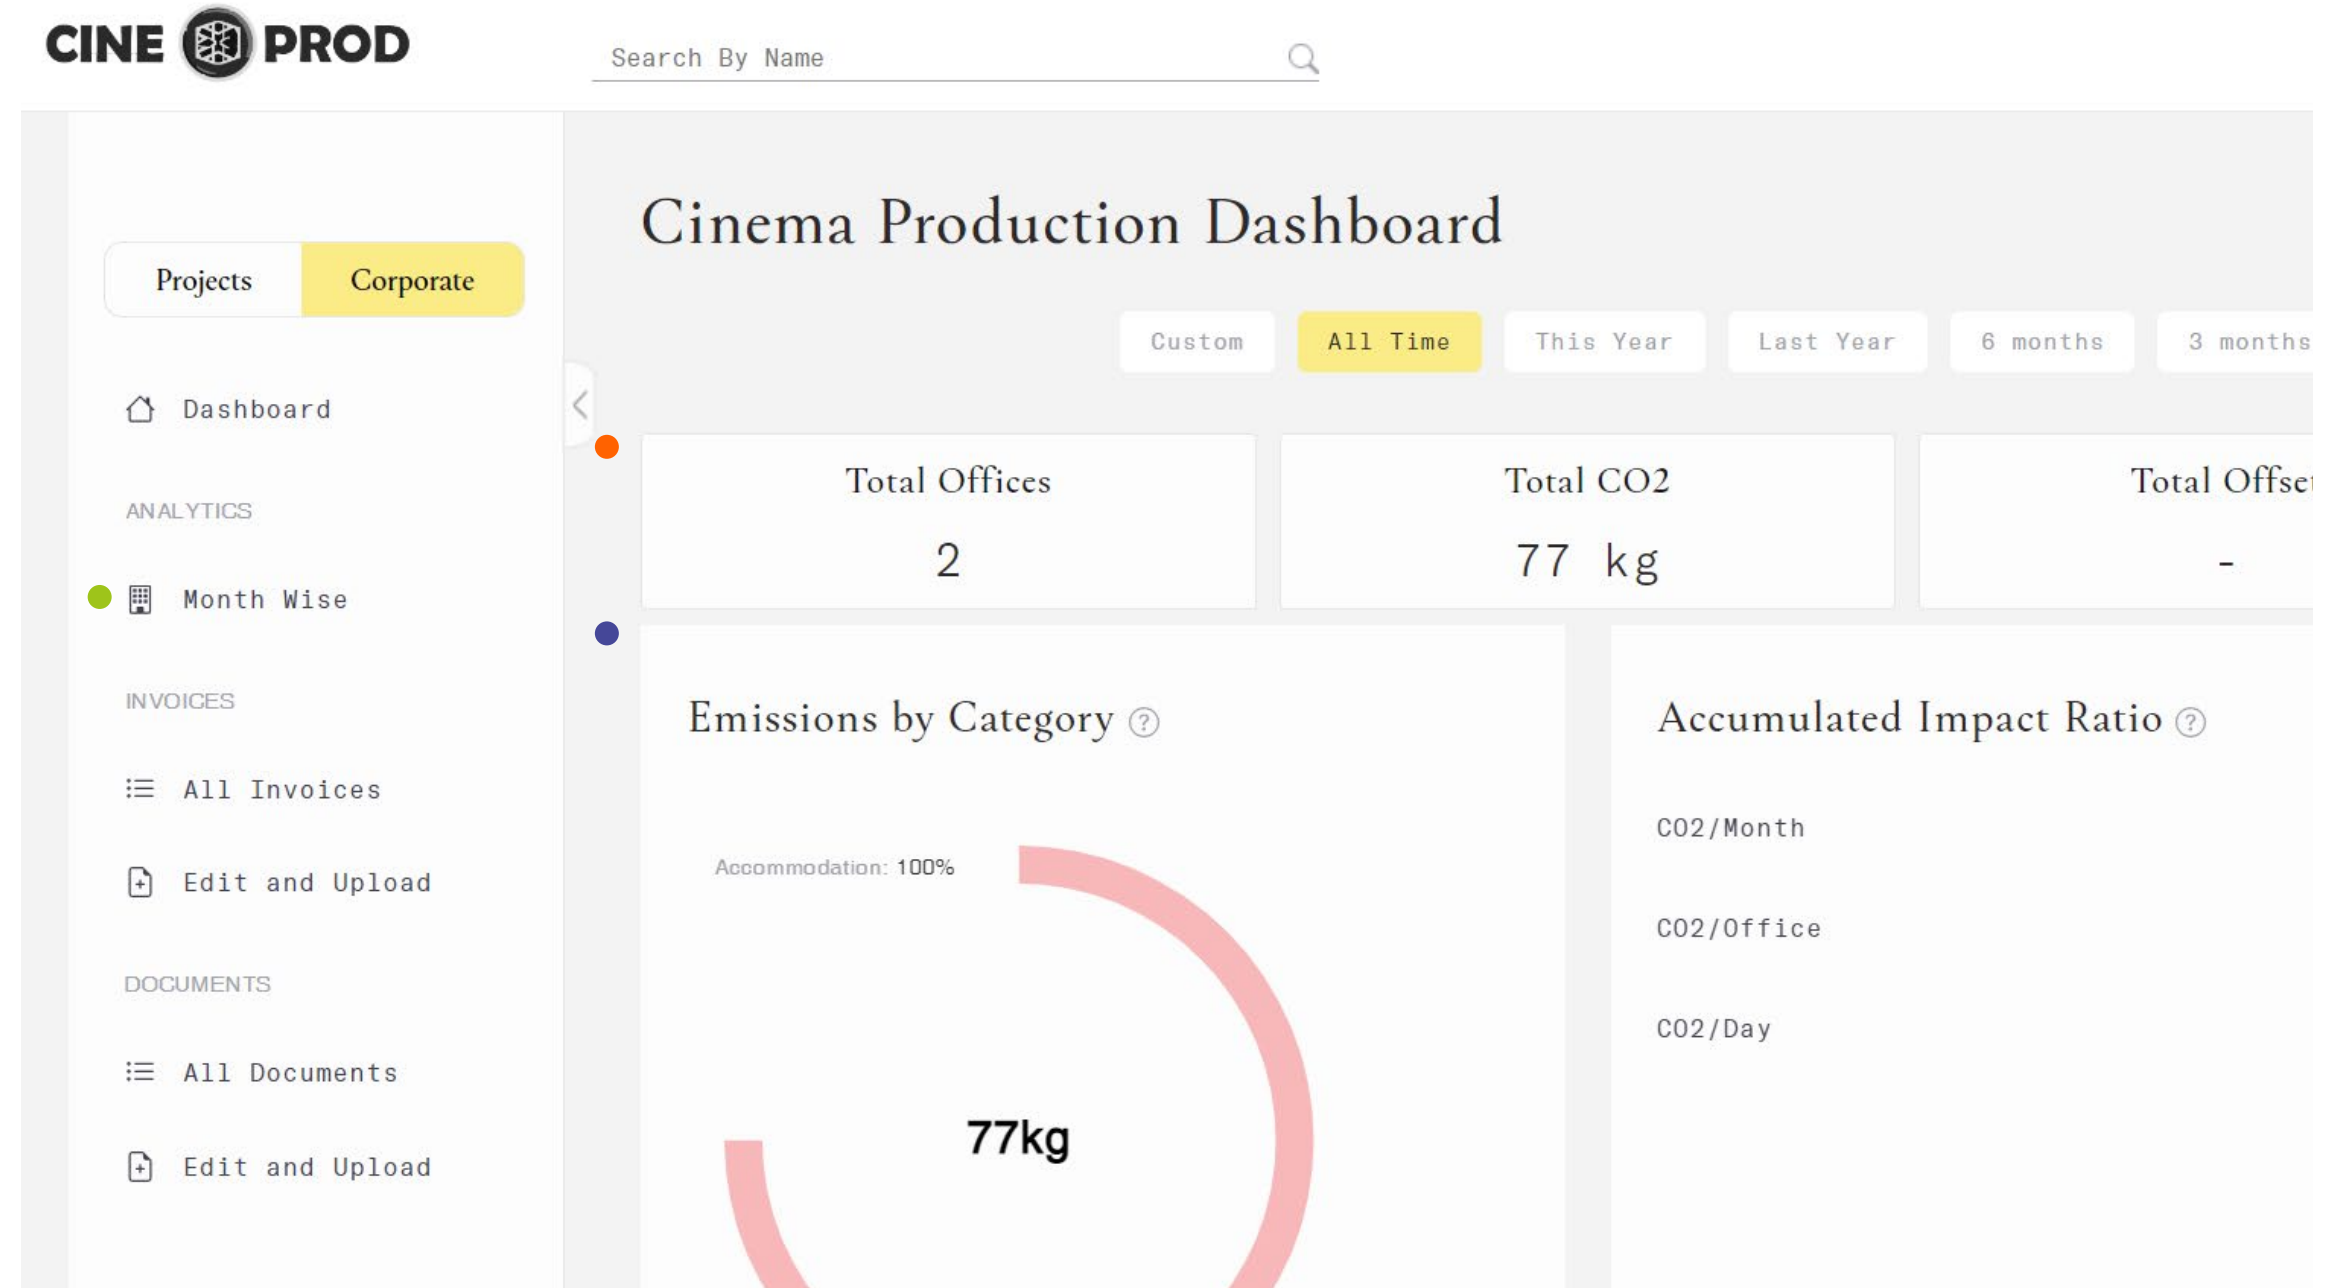 CINE PROD
Search By Name
Projects
Corporate
Dashboard
ANALYTICS
Month Wise
INVOICES
All Invoices
Edit and Upload
DOCUMENTS
All Documents
Edit and Upload
Cinema Production Dashboard
Custom
All Time
This Year
Last Year
6 months
3 months
Total Offices
2
Total CO2
77 kg
Total Offset
-
Emissions by Category ?
Accommodation: 100%
77kg
Accumulated Impact Ratio ?
CO2/Month
CO2/Office
CO2/Day